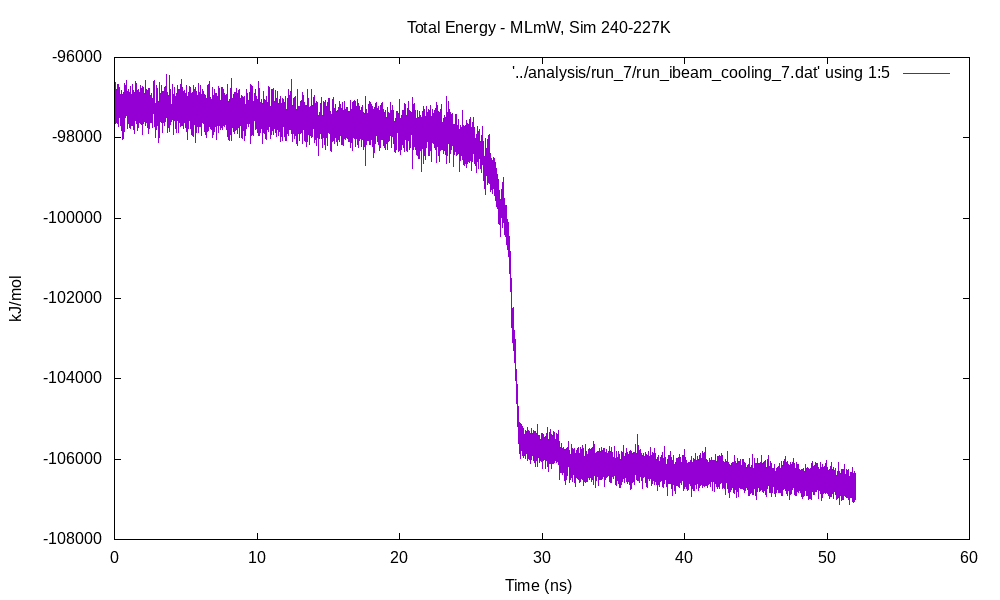 Total Energy - MLmW, Sim 240-227K
'../analysis/run_7/run_ibeam_cooling_7.dat' using 1:5
-96000
-98000
-100000
-102000
-104000
-106000
-108000
kJ/mol
0 10 20 30 40 50 60
Time (ns)